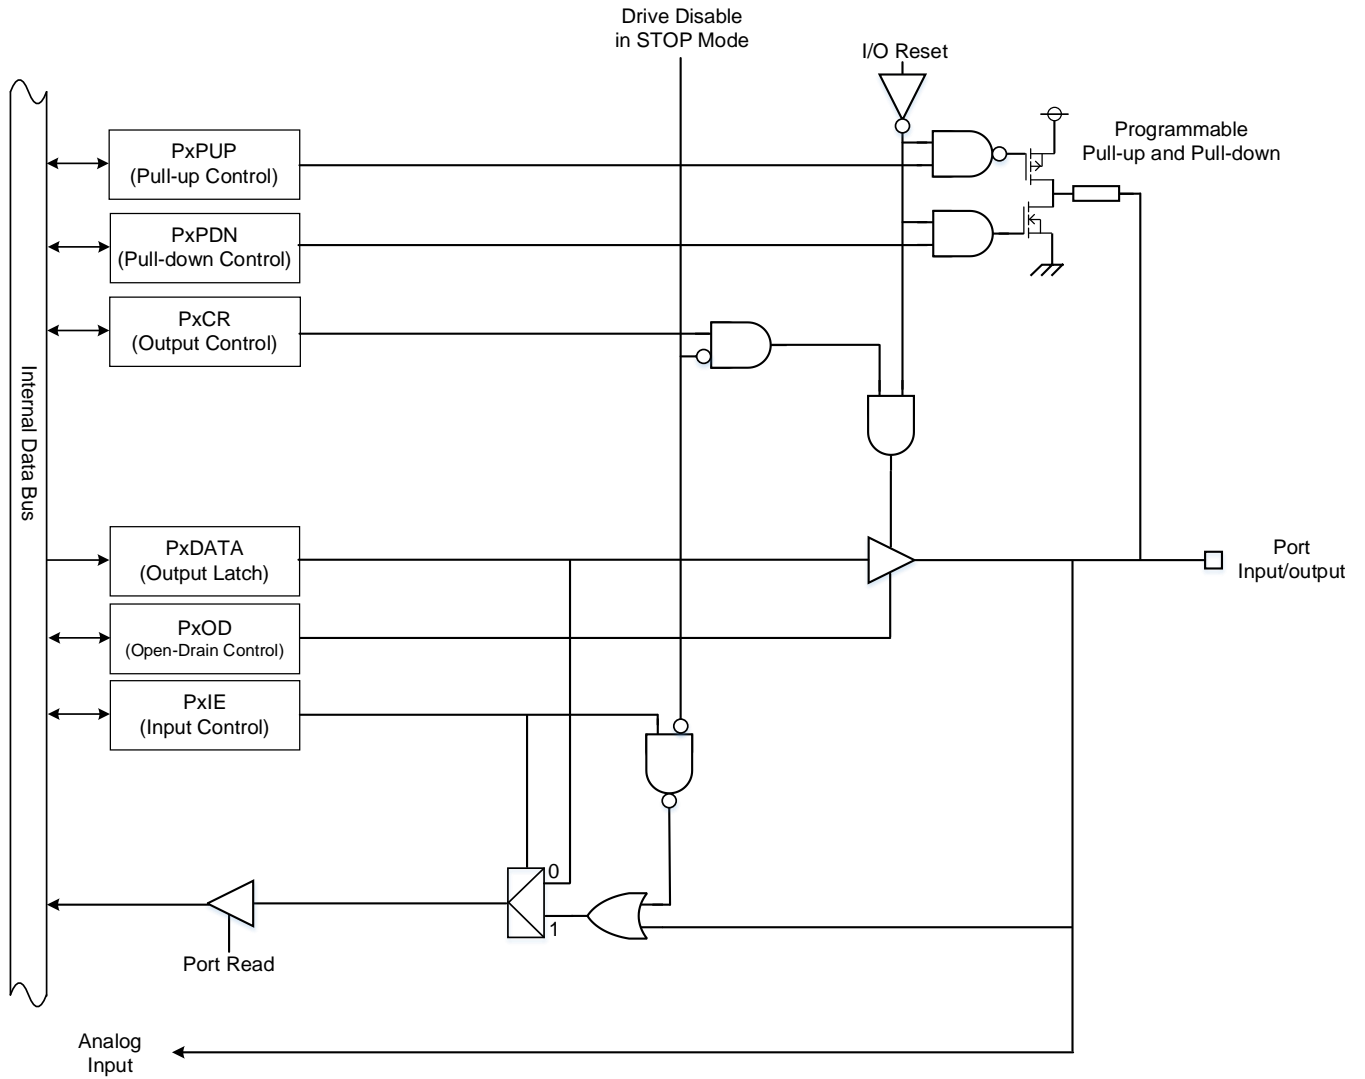 Drive Disable
in STOP Mode
I/O Reset
Programmable
Pull-up and Pull-down
PxPUP
(Pull-up Control)
PxPDN
(Pull-down Control)
PxCR
(Output Control)
Internal Data Bus
PxDATA
(Output Latch)
Port
Input/output
PxOD
(Open-Drain Control)
PxIE
(Input Control)
0
1
Port Read
Analog
Input